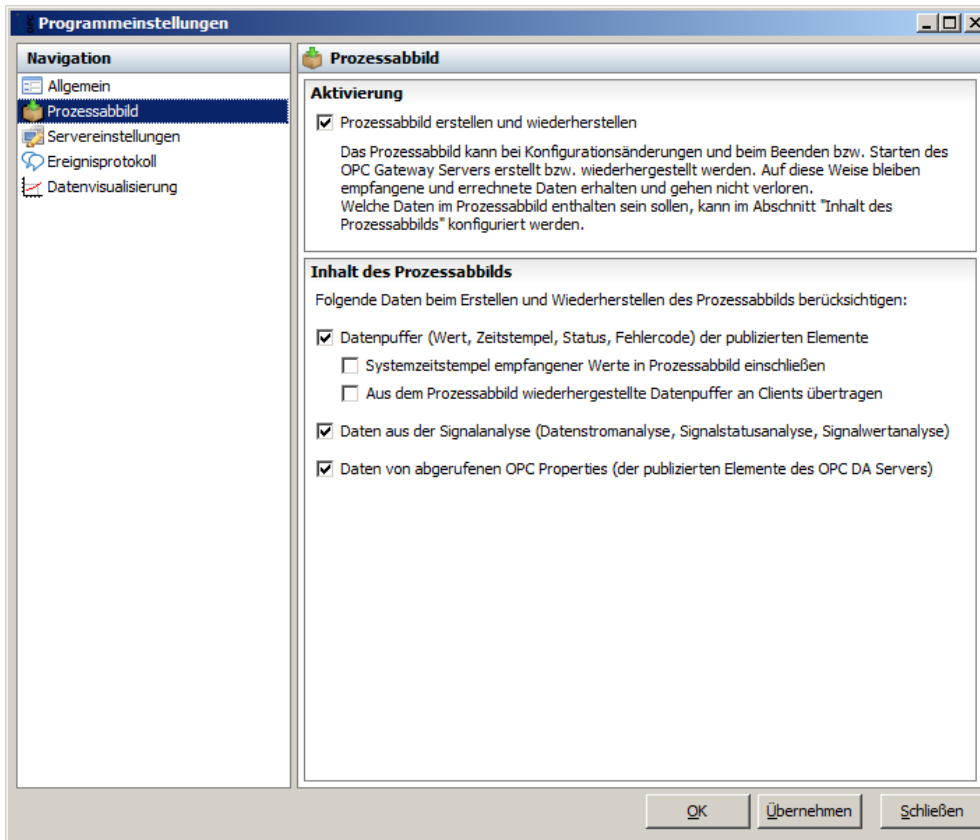 Programmeinstellungen
Navigation
Allgemein
Prozessabbild
Servereinstellungen
Ereignisprotokoll
Datenvisualisierung
Prozessabbild
Aktivierung
Prozessabbild erstellen und wiederherstellen
Das Prozessabbild kann bei Konfigurationsänderungen und beim Beenden bzw. Starten des
OPC Gateway Servers erstellt bzw. wiederhergestellt werden. Auf diese Weise bleiben
empfangene und errechnete Daten erhalten und gehen nicht verloren.
Welche Daten im Prozessabbild enthalten sein sollen, kann im Abschnitt "Inhalt des
Prozessabbilds" konfiguriert werden.
Inhalt des Prozessabbilds
Folgende Daten beim Erstellen und Wiederherstellen des Prozessabbilds berücksichtigen:
Datenpuffer (Wert, Zeitstempel, Status, Fehlercode) der publizierten Elemente
Systemzeitstempel empfangener Werte in Prozessabbild einschließen
Aus dem Prozessabbild wiederhergestellte Datenpuffer an Clients übertragen
Daten aus der Signalanalyse (Datenstromanalyse, Signalstatusanalyse, Signalwertanalyse)
Daten von abgerufenen OPC Properties (der publizierten Elemente des OPC DA Servers)
OK
Übernehmen
Schließen